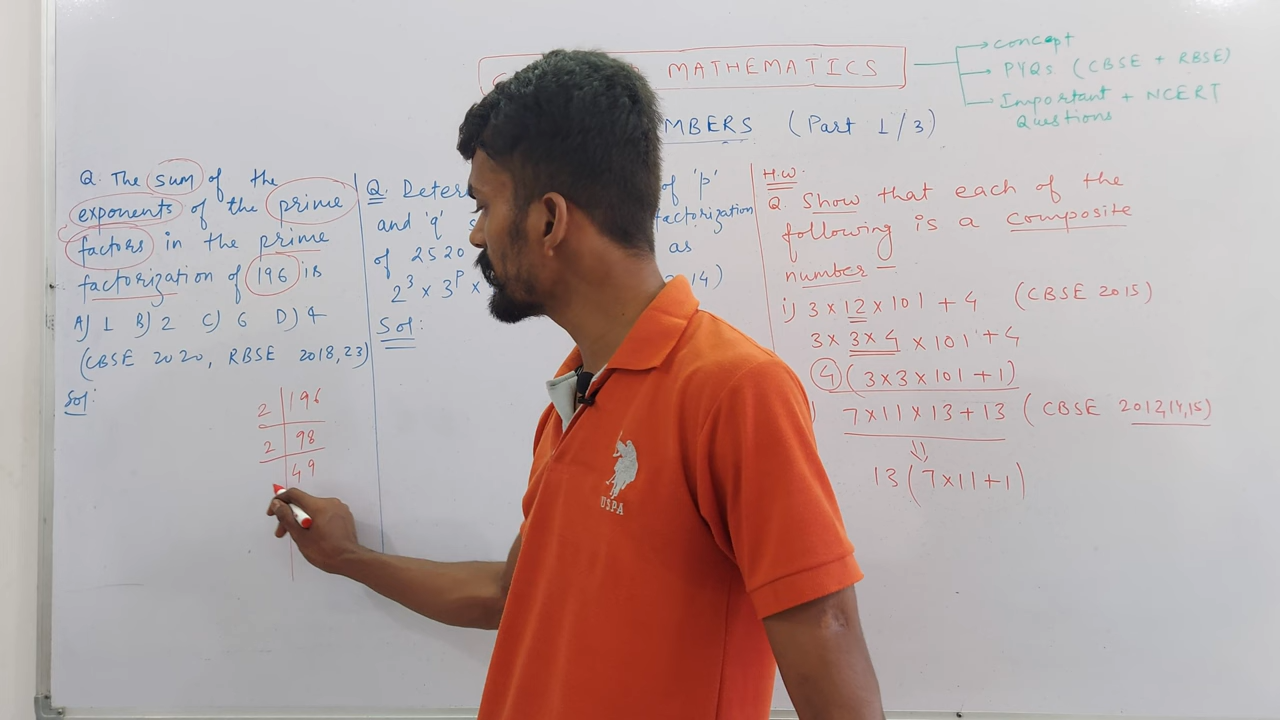 MATHEMATICS
→ concept
→ PYQs (CBSE + RBSE)
→ Important + NCERT
Questions
MBERS (Part 1/3)
Q. The sum of the
exponents of the prime
factors in the prime
factorization of 196 is
A) 1 B) 2 C) 6 D) 4
(CBSE 2020, RBSE 2018,23)
Sol:
2 | 196
2 | 98
49
Q. Deter of 'p'
and 'q' factorization
of 2520 as
2³ × 3ᵖ × 14)
Sol:
H.W.
Q. Show that each of the
following is a composite
number –
i) 3 × 12 × 101 + 4 (CBSE 2015)
3 × 3 × 4 × 101 + 4
4 (3 × 3 × 101 + 1)
) 7 × 11 × 13 + 13 (CBSE 2012,14,15)
⇓
13 (7 × 11 + 1)
USPA